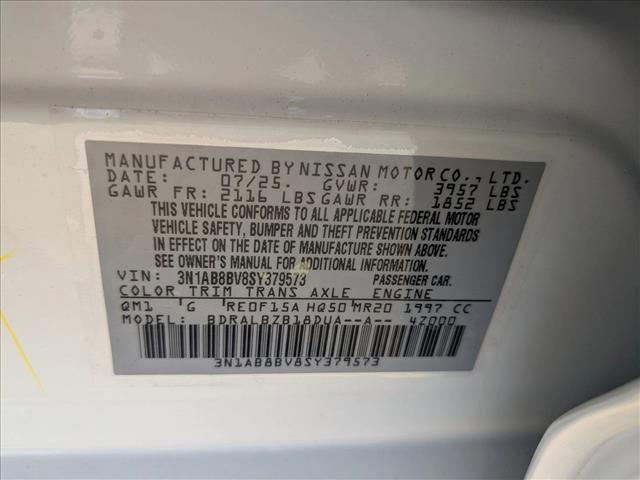 MANUFACTURED BY NISSAN MOTOR CO., LTD.
DATE: 07/25. GVWR: 3957 LBS
GAWR FR: 2116 LBS GAWR RR: 1852 LBS
THIS VEHICLE CONFORMS TO ALL APPLICABLE FEDERAL MOTOR
VEHICLE SAFETY, BUMPER AND THEFT PREVENTION STANDARDS
IN EFFECT ON THE DATE OF MANUFACTURE SHOWN ABOVE.
SEE OWNER'S MANUAL FOR ADDITIONAL INFORMATION.
VIN: 3N1AB8BV8SY379573 PASSENGER CAR.
COLOR TRIM TRANS AXLE ENGINE
QM1 G RE0F15A HQ50 MR20 1997 CC
MODEL: BDRALBZB18DUA--A-- 4Z000
3N1AB8BV8SY379573